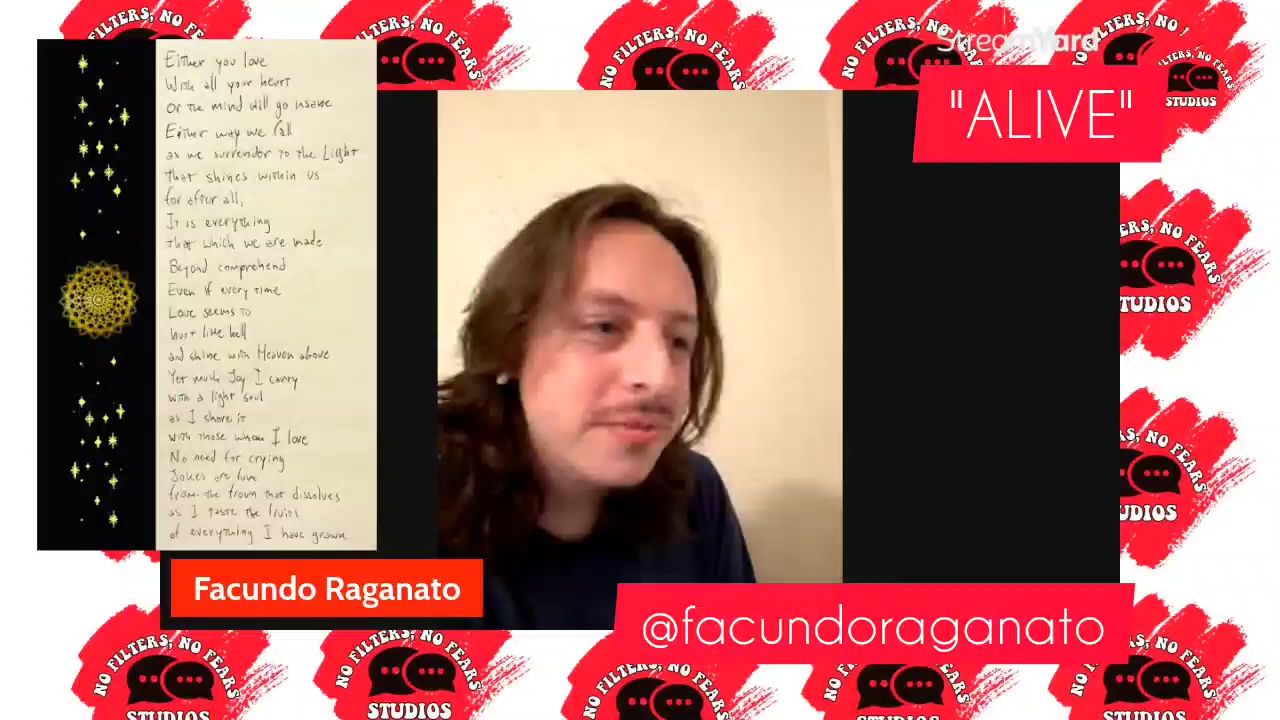 StreamYard
"ALIVE"
Either you love
With all your heart
Or the mind will go insane
Either way we fall
as we surrender to the Light
that shines within us
for after all,
It is everything
that which we are made
Beyond comprehend
Even if every time
Love seems to
hurt like hell
and shine with Heaven above
Yet much Joy I carry
with a light soul
as I share it
with those whom I love
No need for crying
Jokes are fun
from the frown that dissolves
as I taste the fruits
of everything I have grown
Facundo Raganato
@facundoraganato
NO FILTERS, NO FEARS
STUDIOS